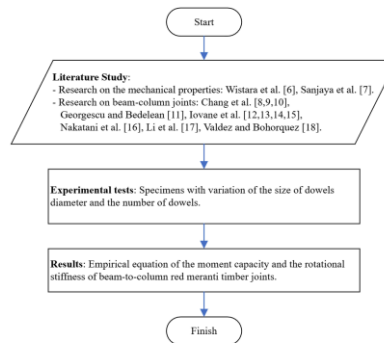 Start
Literature Study:
- Research on the mechanical properties: Wistara et al. [6], Sanjaya et al. [7].
- Research on beam-column joints: Chang et al. [8,9,10],
Georgescu and Bedelean [11], Iovane et al. [12,13,14,15],
Nakatani et al. [16], Li et al. [17], Valdez and Bohorquez [18].
Experimental tests: Specimens with variation of the size of dowels
diameter and the number of dowels.
Results: Empirical equation of the moment capacity and the rotational
stiffness of beam-to-column red meranti timber joints.
Finish